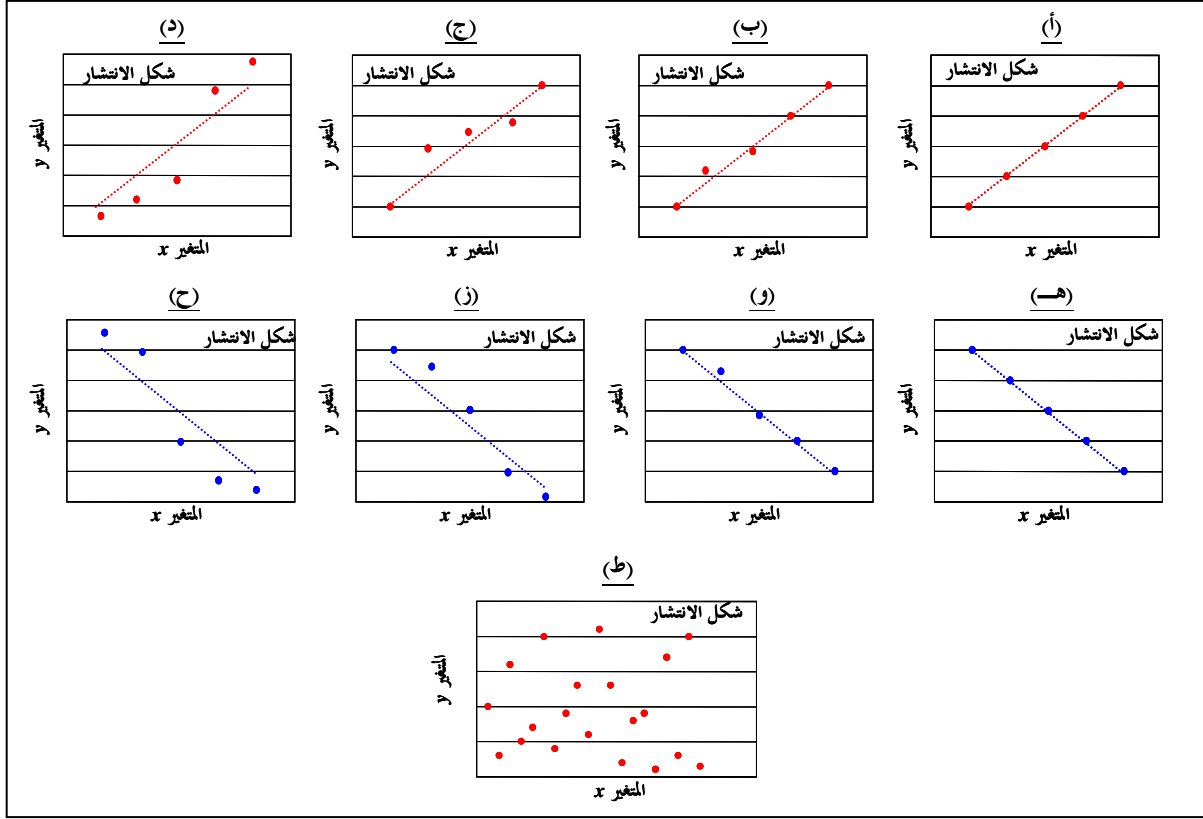 (أ)
شكل الانتشار
المتغير y
المتغير x
(ب)
شكل الانتشار
المتغير y
المتغير x
(ج)
شكل الانتشار
المتغير y
المتغير x
(د)
شكل الانتشار
المتغير y
المتغير x
(هـ)
شكل الانتشار
المتغير y
المتغير x
(و)
شكل الانتشار
المتغير y
المتغير x
(ز)
شكل الانتشار
المتغير y
المتغير x
(ح)
شكل الانتشار
المتغير y
المتغير x
(ط)
شكل الانتشار
المتغير y
المتغير x